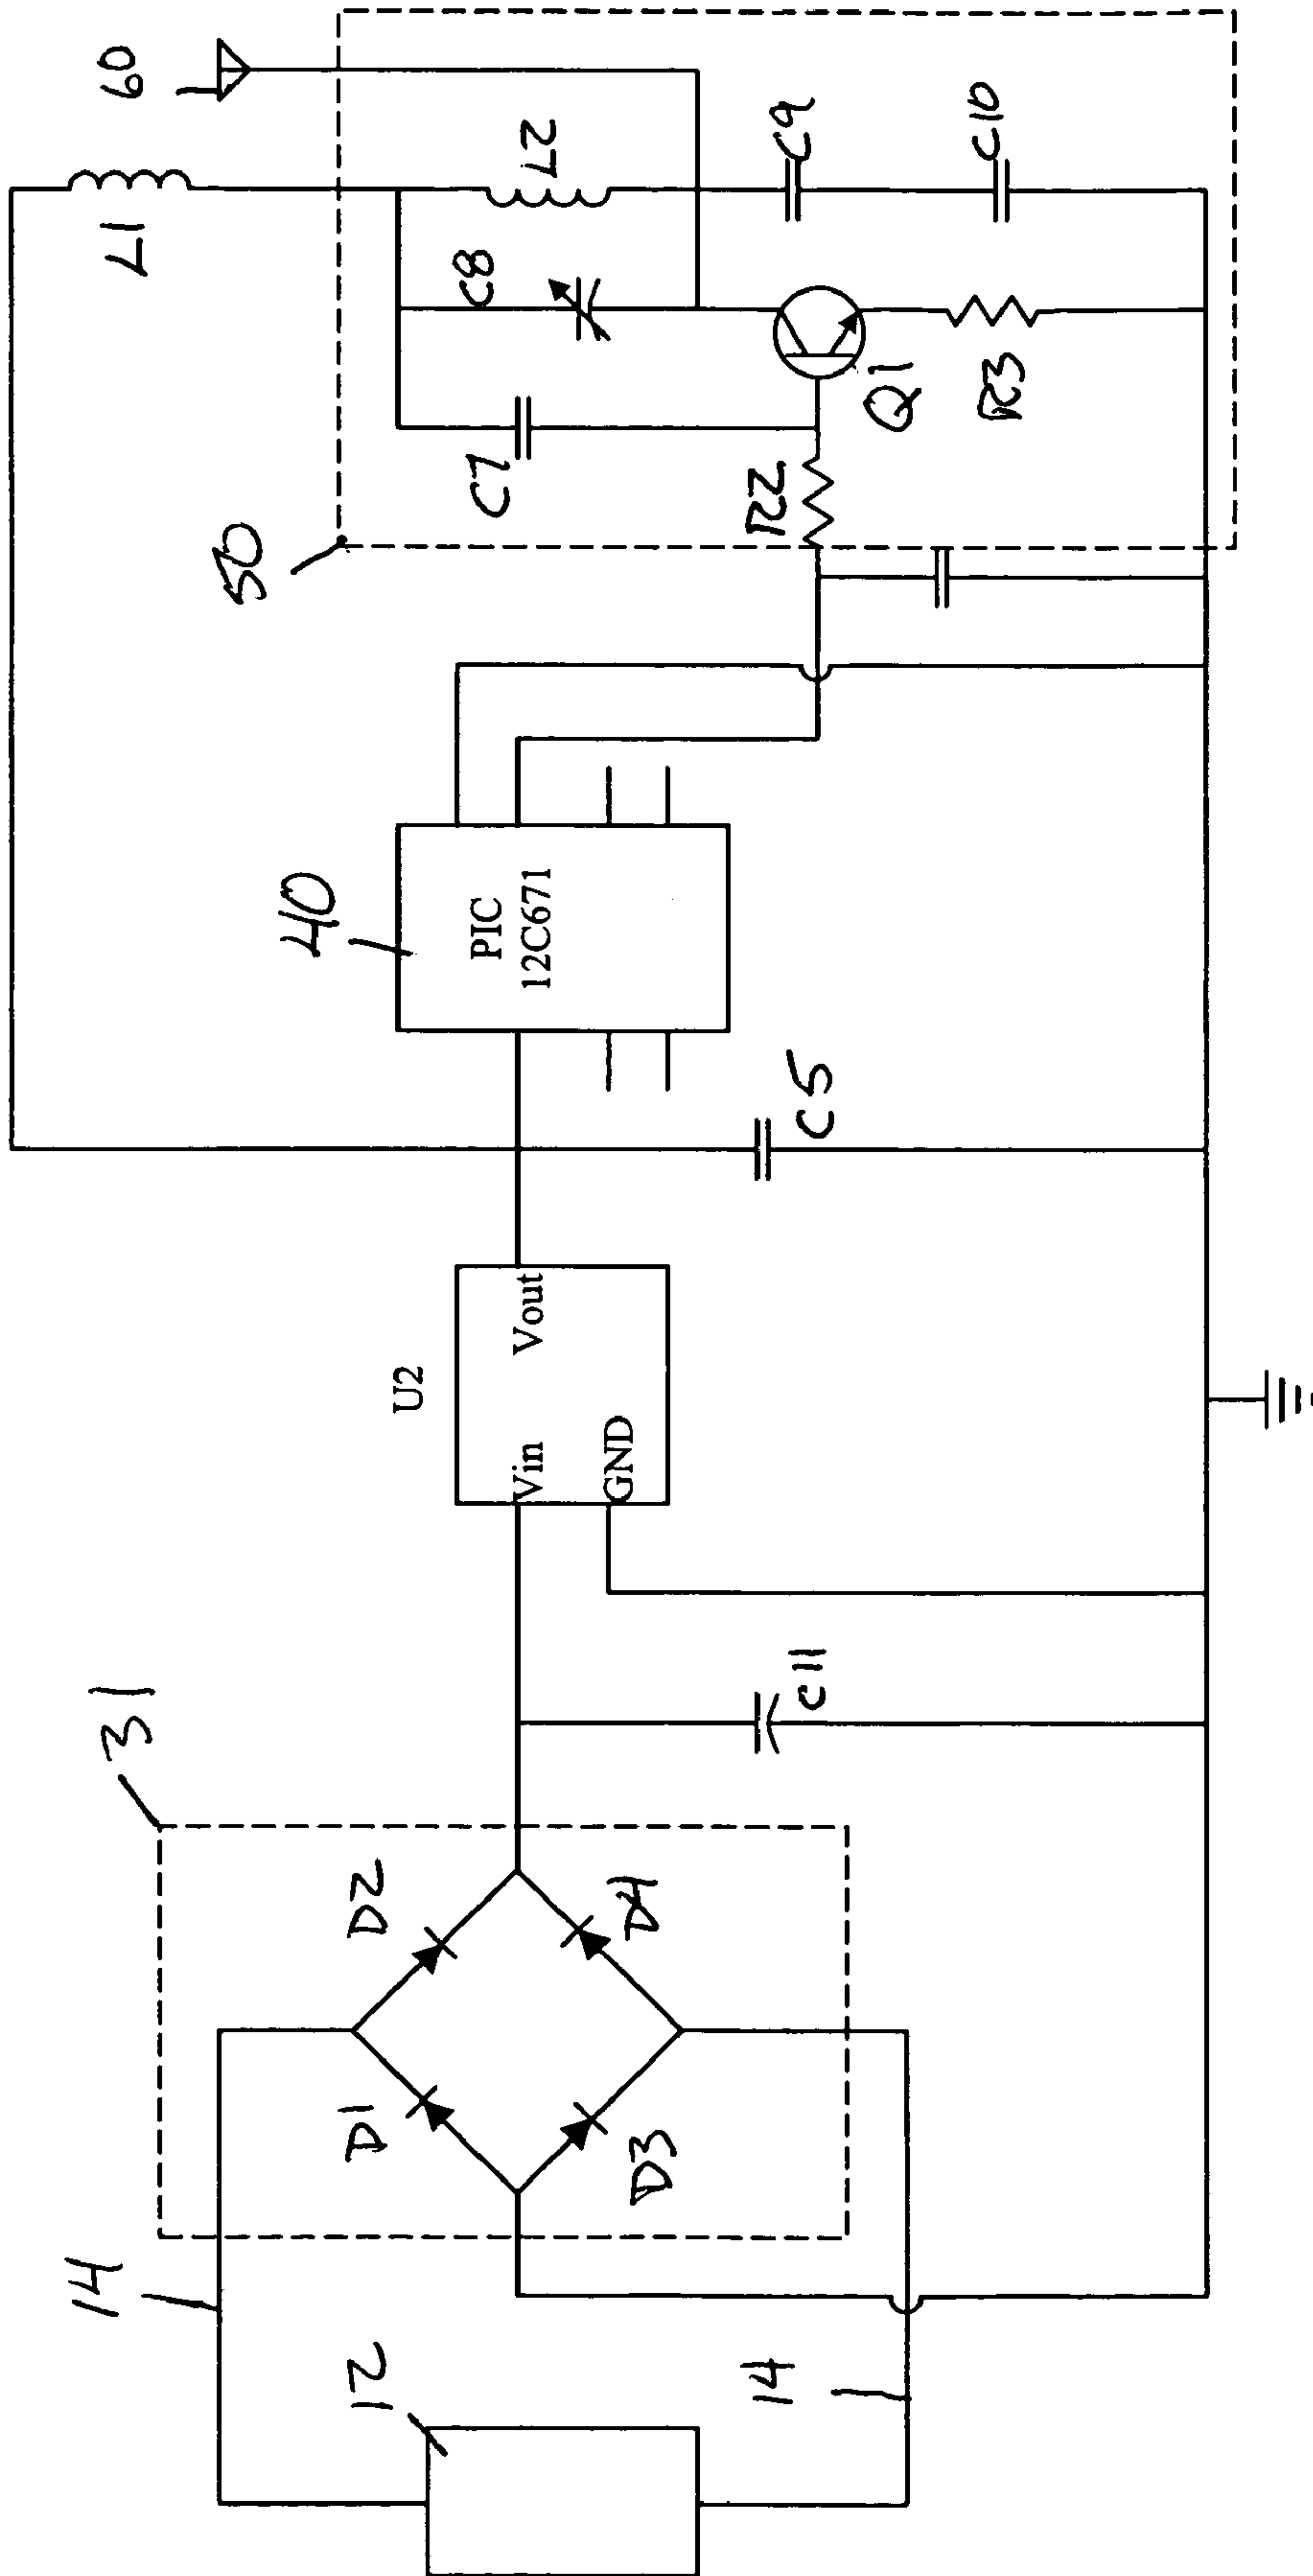 14
12
14
31
D1
D2
D3
D4
C11
U2
Vin
Vout
GND
C5
40
PIC
12C671
50
R2
C7
C8
Q1
R3
L1
L2
60
C9
C10